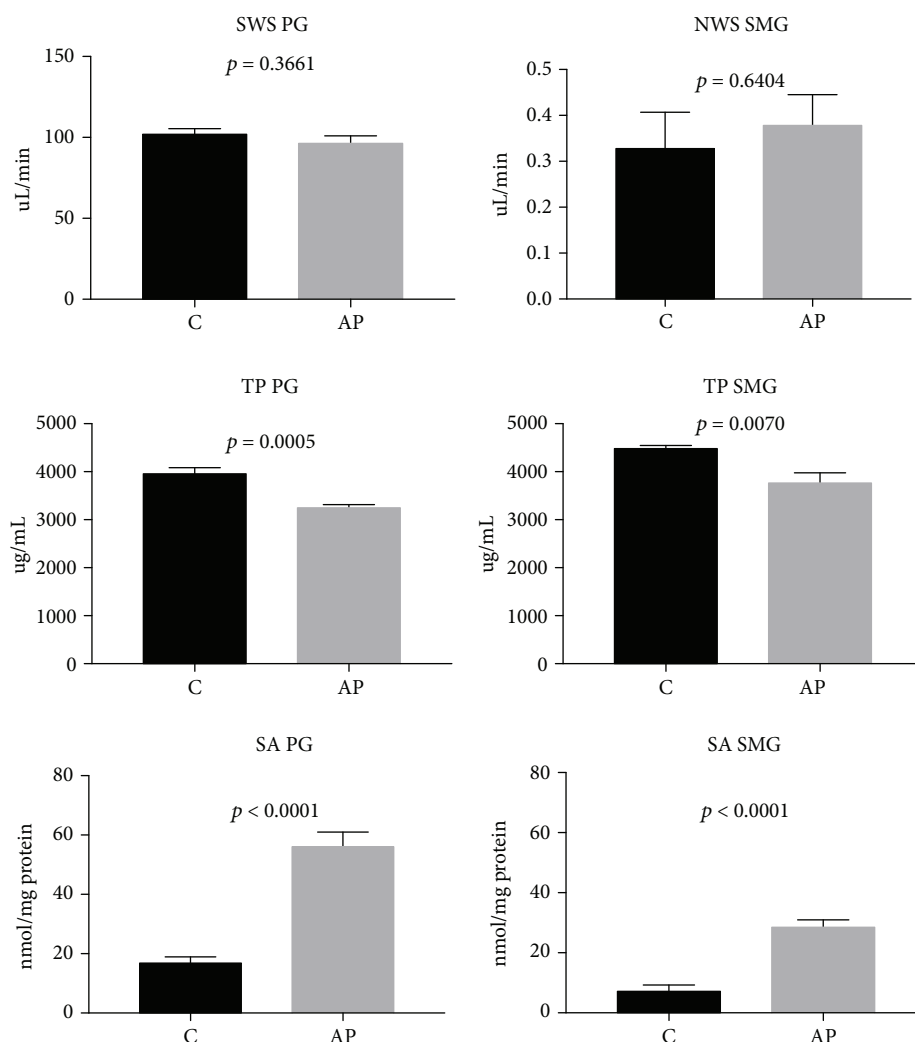 SWS PG
p = 0.3661
150
100
50
0
uL/min
C
AP
NWS SMG
p = 0.6404
0.5
0.4
0.3
0.2
0.1
0.0
uL/min
C
AP
TP PG
p = 0.0005
5000
4000
3000
2000
1000
0
ug/mL
C
AP
TP SMG
p = 0.0070
5000
4000
3000
2000
1000
0
ug/mL
C
AP
SA PG
p < 0.0001
80
60
40
20
0
nmol/mg protein
C
AP
SA SMG
p < 0.0001
80
60
40
20
0
nmol/mg protein
C
AP